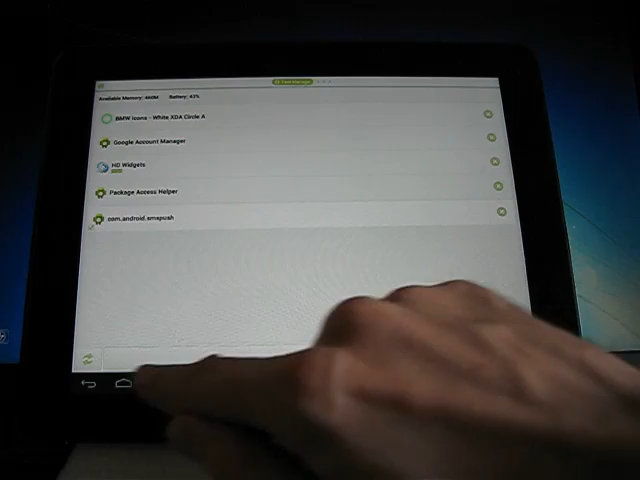 Available Memory: 460M Battery: 43%
BMW Icons - White XDA Circle A
Google Account Manager
HD Widgets
Package Access Helper
com.android.smspush